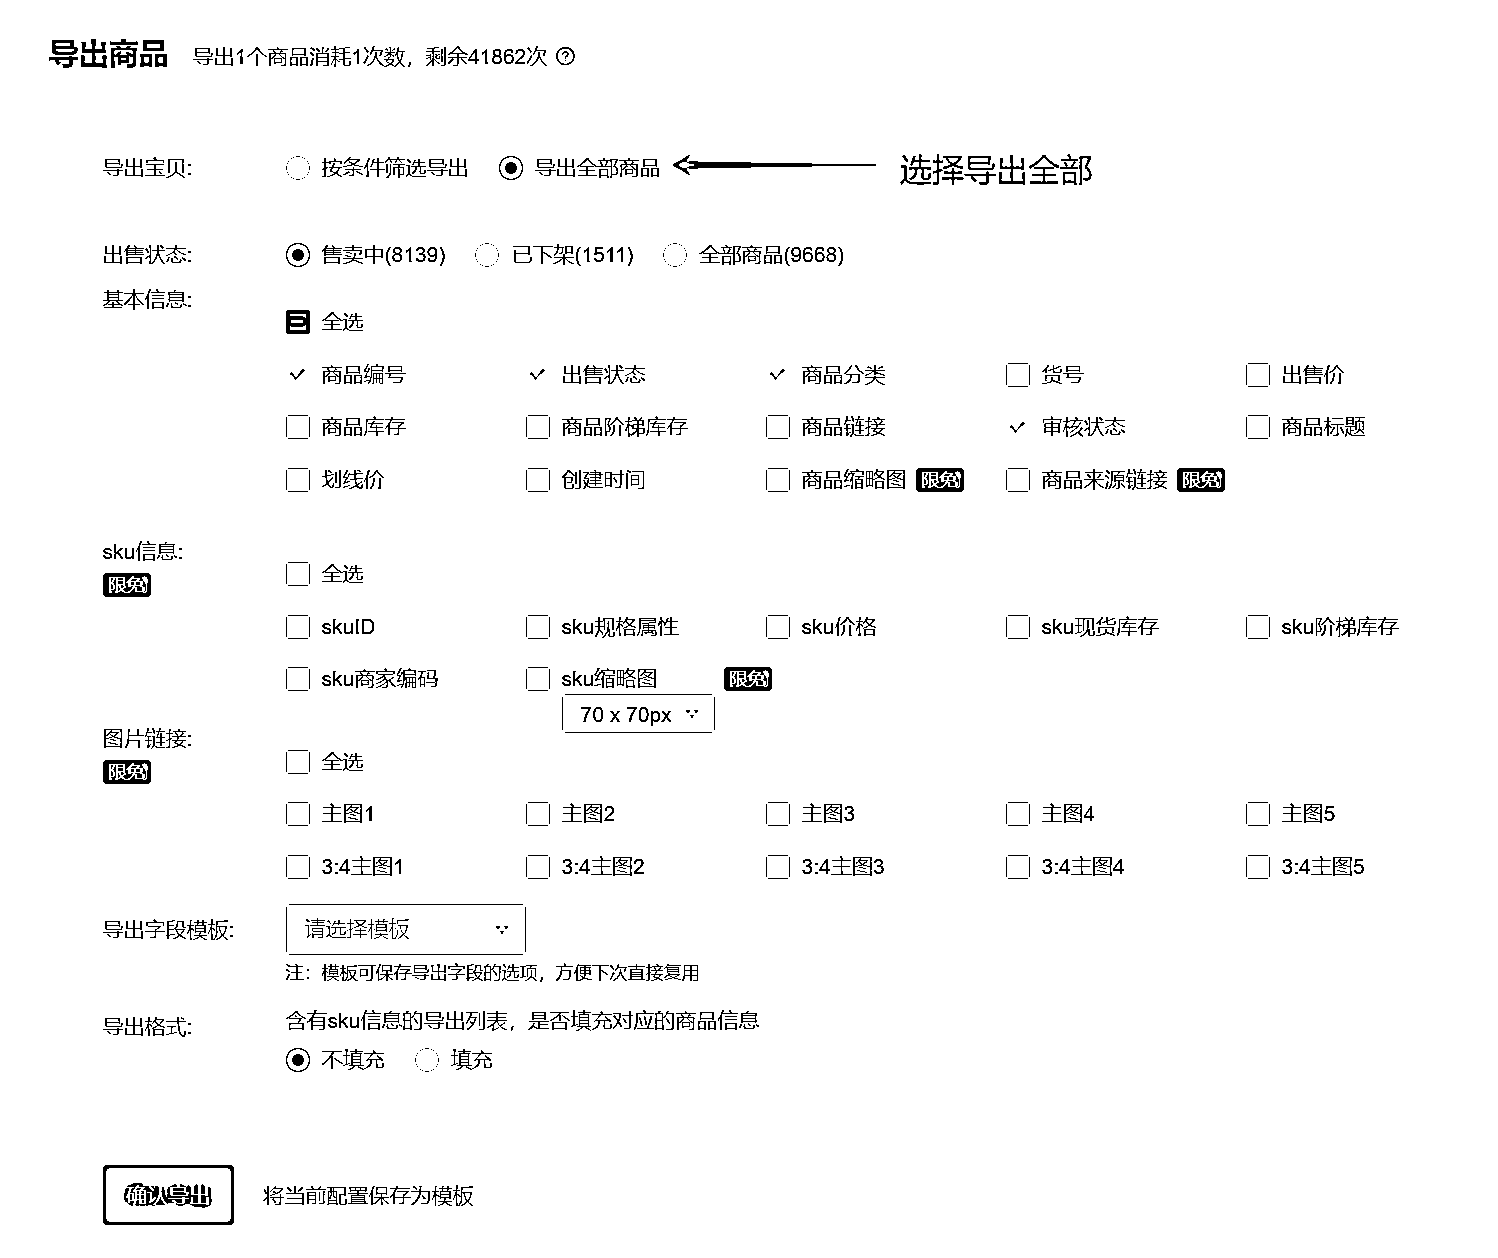 导出商品 导出1个商品消耗1次数，剩余41862次
导出宝贝: 按条件筛选导出 导出全部商品 选择导出全部
出售状态: 售卖中(8139) 已下架(1511) 全部商品(9668)
基本信息:
全选
商品编号 出售状态 商品分类 货号 出售价
商品库存 商品阶梯库存 商品链接 审核状态 商品标题
划线价 创建时间 商品缩略图 限免 商品来源链接 限免
sku信息:
限免 全选
skuID sku规格属性 sku价格 sku现货库存 sku阶梯库存
sku商家编码 sku缩略图 限免
70 x 70px
图片链接:
限免 全选
主图1 主图2 主图3 主图4 主图5
3:4主图1 3:4主图2 3:4主图3 3:4主图4 3:4主图5
导出字段模板: 请选择模板
注：模板可保存导出字段的选项，方便下次直接复用
导出格式: 含有sku信息的导出列表，是否填充对应的商品信息
不填充 填充
确认导出 将当前配置保存为模板